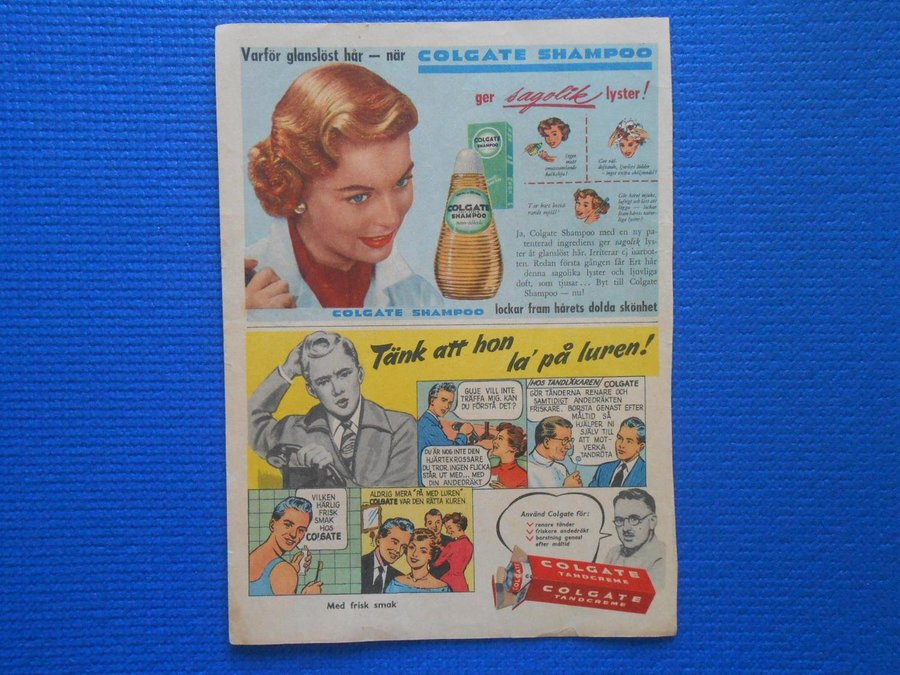 Varför glanslöst hår — när COLGATE SHAMPOO
ger sagolik lyster!
COLGATE
SHAMPOO
COLGATE
SHAMPOO
Ja, Colgate Shampoo med en ny pa-
tenterad ingrediens ger sagolik lys-
ter åt glanslöst hår. Irriterar ej hårbot-
ten. Redan första gången får Ert hår
denna sagolika lyster och ljuvliga
doft, som tjusar... Byt till Colgate
Shampoo — nu!
COLGATE SHAMPOO lockar fram hårets dolda skönhet
Tänk att hon
la' på luren!
GUJE VILL INTE
TRÄFFA MIG. KAN
DU FÖRSTÅ DET?
DU ÄR NOG INTE DEN
HJÄRTEKROSSARE
DU TROR. INGEN FLICKA
STÅR UT MED... MED
DIN ANDEDRÄKT
/HOS TANDLÄKAREN/ COLGATE
GÖR TÄNDERNA RENARE OCH
SAMTIDIGT ANDEDRÄKTEN
FRISKARE. BORSTA GENAST EFTER
MÅLTID SÅ
HJÄLPER NI
SJÄLV TILL
ATT MOT-
VERKA
TANDRÖTA
VILKEN
HÄRLIG
FRISK
SMAK
HOS
COLGATE
ALDRIG MERA "PÅ MED LUREN"
COLGATE VAR DEN RÄTTA KUREN
Med frisk smak
Använd Colgate för:
renare tänder
friskare andedräkt
borstning genast
efter måltid
COLGATE
TANDCREME
COLGATE
TANDCREME